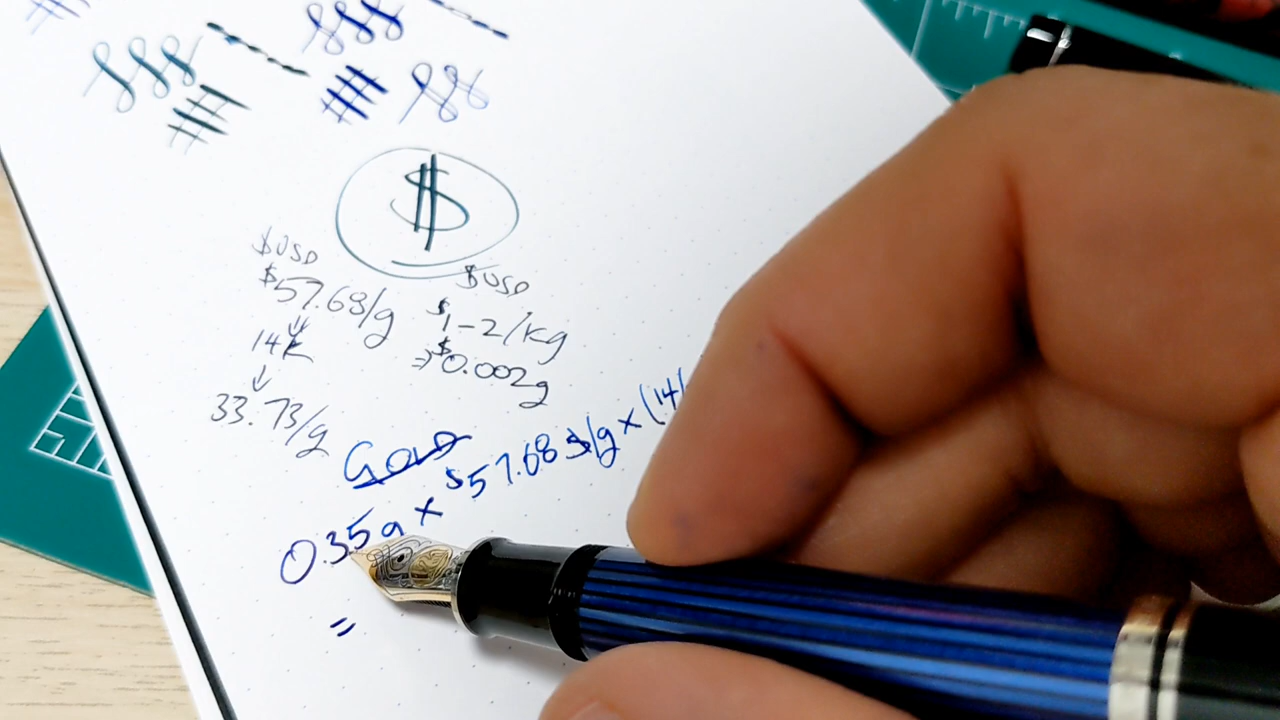 $
$USD
$57.68/g
14K
33.73/g
$USD
$1-2/kg
⇒$0.002g
Gold
0.35g × $57.68 $/g × (14/
=